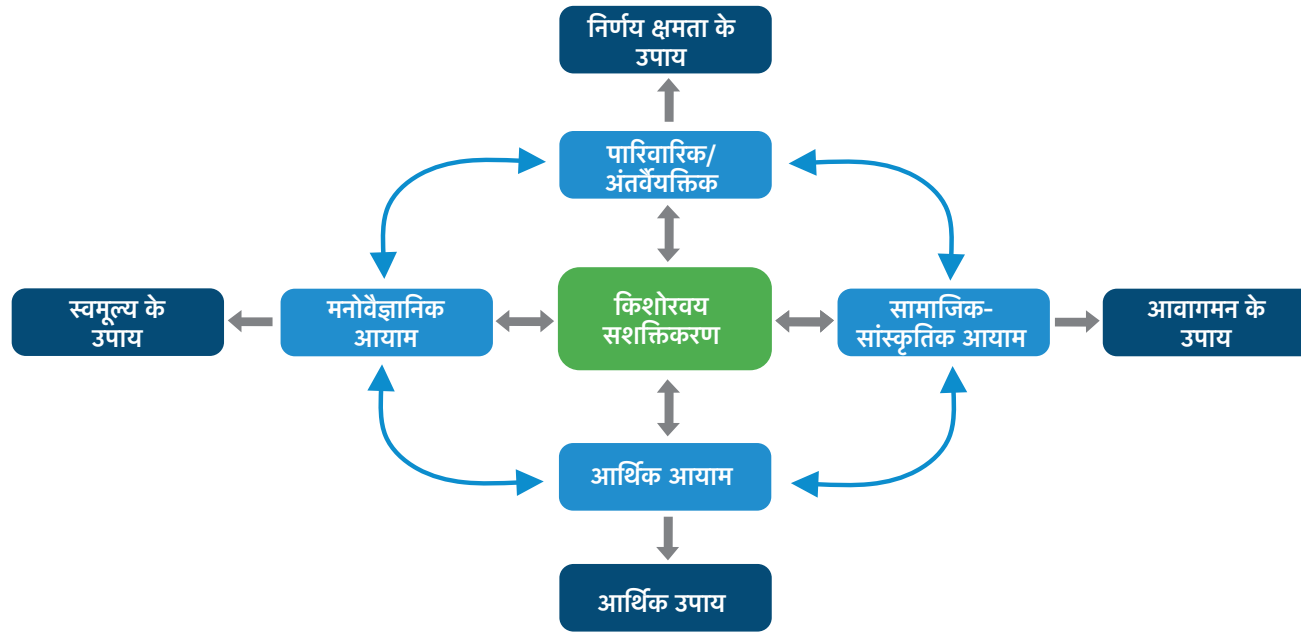 निर्णय क्षमता के
उपाय
पारिवारिक/
अंतर्वैयक्तिक
स्वमूल्य के
उपाय
मनोवैज्ञानिक
आयाम
किशोरवय
सशक्तिकरण
सामाजिक-
सांस्कृतिक आयाम
आवागमन के
उपाय
आर्थिक आयाम
आर्थिक उपाय